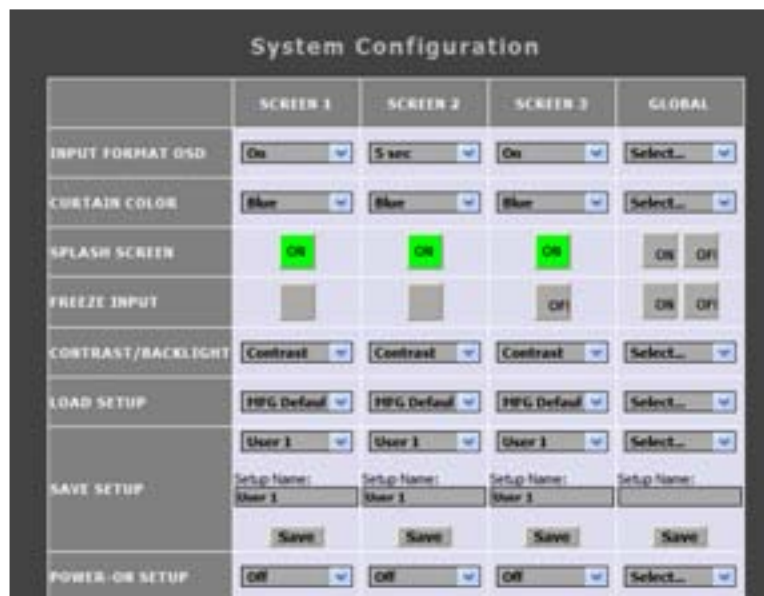 System Configuration
SCREEN 1 SCREEN 2 SCREEN 3 GLOBAL
INPUT FORMAT OSD On 5 sec On Select...
CURTAIN COLOR Blue Blue Blue Select...
SPLASH SCREEN ON ON ON ON OF
FREEZE INPUT OF ON OF
CONTRAST/BACKLIGHT Contrast Contrast Contrast Select...
LOAD SETUP MFG Defaul MFG Defaul MFG Defaul Select...
User 1 User 1 User 1 Select...
SAVE SETUP
Setup Name: Setup Name: Setup Name: Setup Name:
User 1 User 1 User 1
Save Save Save Save
POWER-ON SETUP Off Off Off Select...